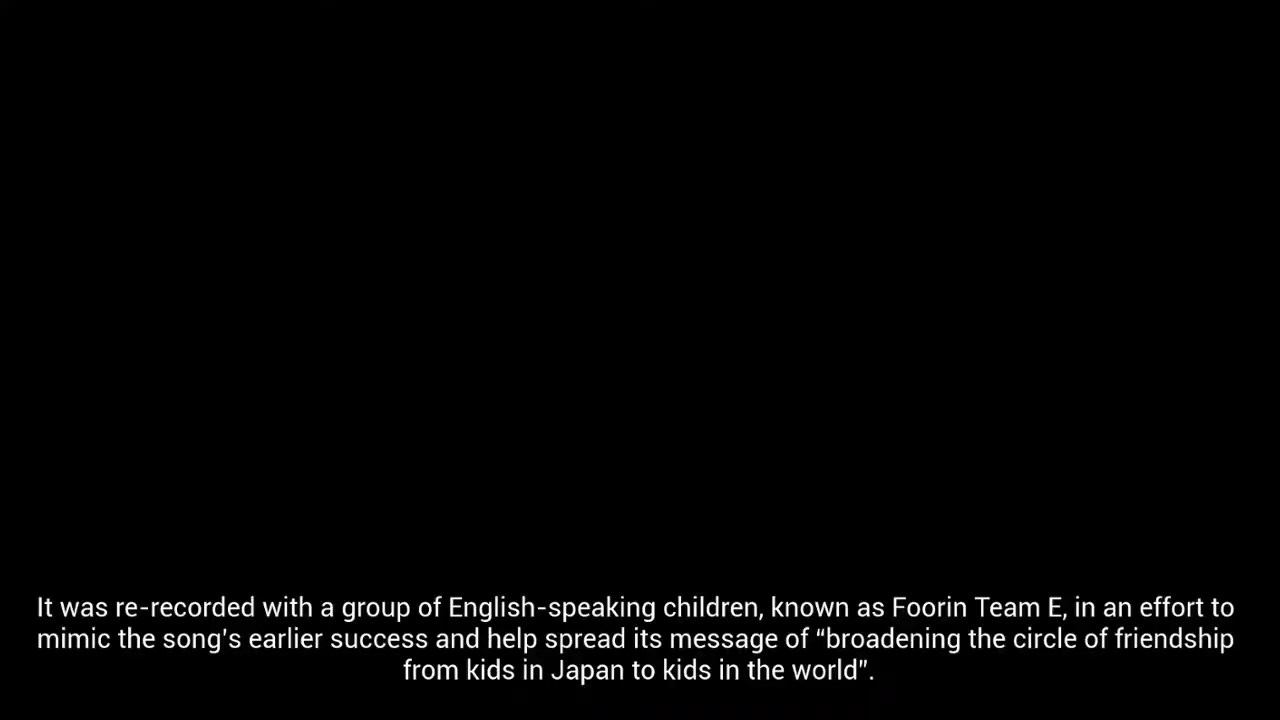 It was re-recorded with a group of English-speaking children, known as Foorin Team E, in an effort to
mimic the song's earlier success and help spread its message of “broadening the circle of friendship
from kids in Japan to kids in the world”.